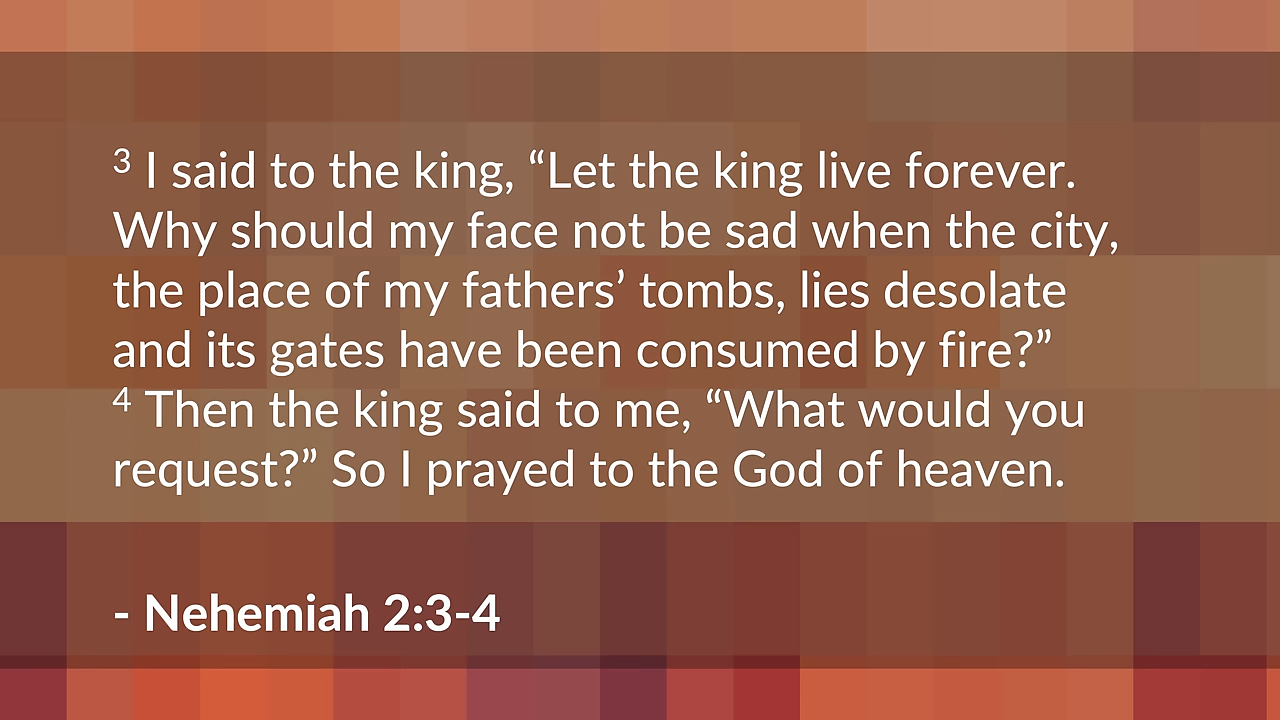 ³ I said to the king, “Let the king live forever.
Why should my face not be sad when the city,
the place of my fathers’ tombs, lies desolate
and its gates have been consumed by fire?”
⁴ Then the king said to me, “What would you
request?” So I prayed to the God of heaven.
- Nehemiah 2:3-4